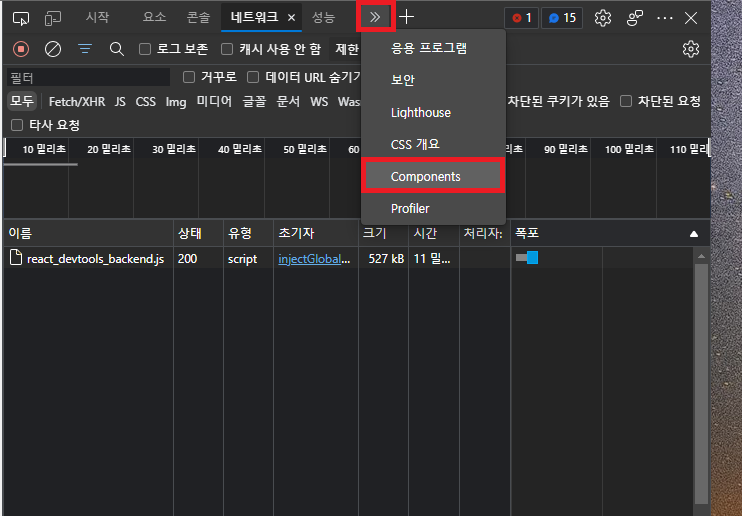 시작 요소 콘솔 네트워크 성능 1 15
로그 보존 캐시 사용 안 함 제한
응용 프로그램
보안
Lighthouse
CSS 개요
Components
Profiler
필터 거꾸로 데이터 URL 숨기기
모두 Fetch/XHR JS CSS Img 미디어 글꼴 문서 WS 차단된 쿠키가 있음 차단된 요청
타사 요청
10 밀리초 20 밀리초 30 밀리초 40 밀리초 50 밀리초 60 90 밀리초 100 밀리초 110 밀
이름 상태 유형 초기자 크기 시간 처리자: 폭포
react_devtools_backend.js 200 script injectGlobal... 527 kB 11 밀...